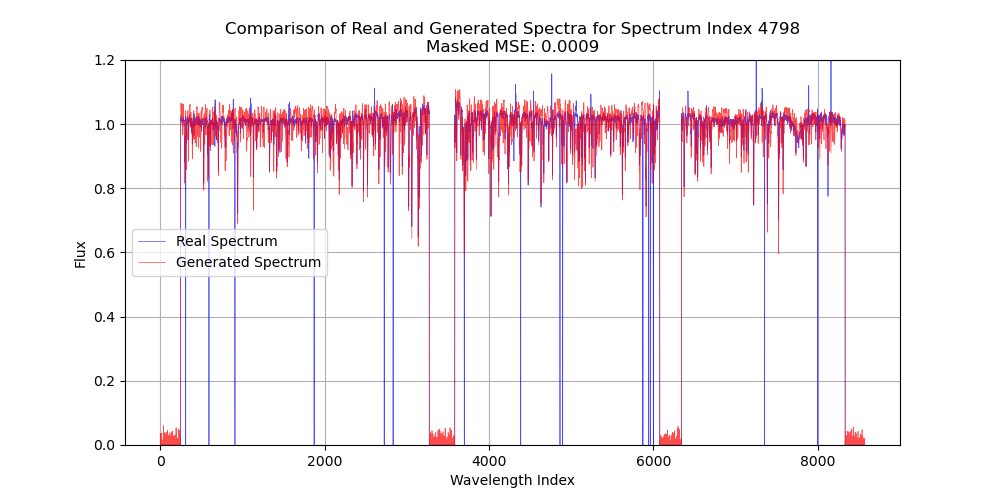 Comparison of Real and Generated Spectra for Spectrum Index 4798
Masked MSE: 0.0009
1.2
1.0
0.8
0.6
0.4
0.2
0.0
Flux
Real Spectrum
Generated Spectrum
0 2000 4000 6000 8000
Wavelength Index